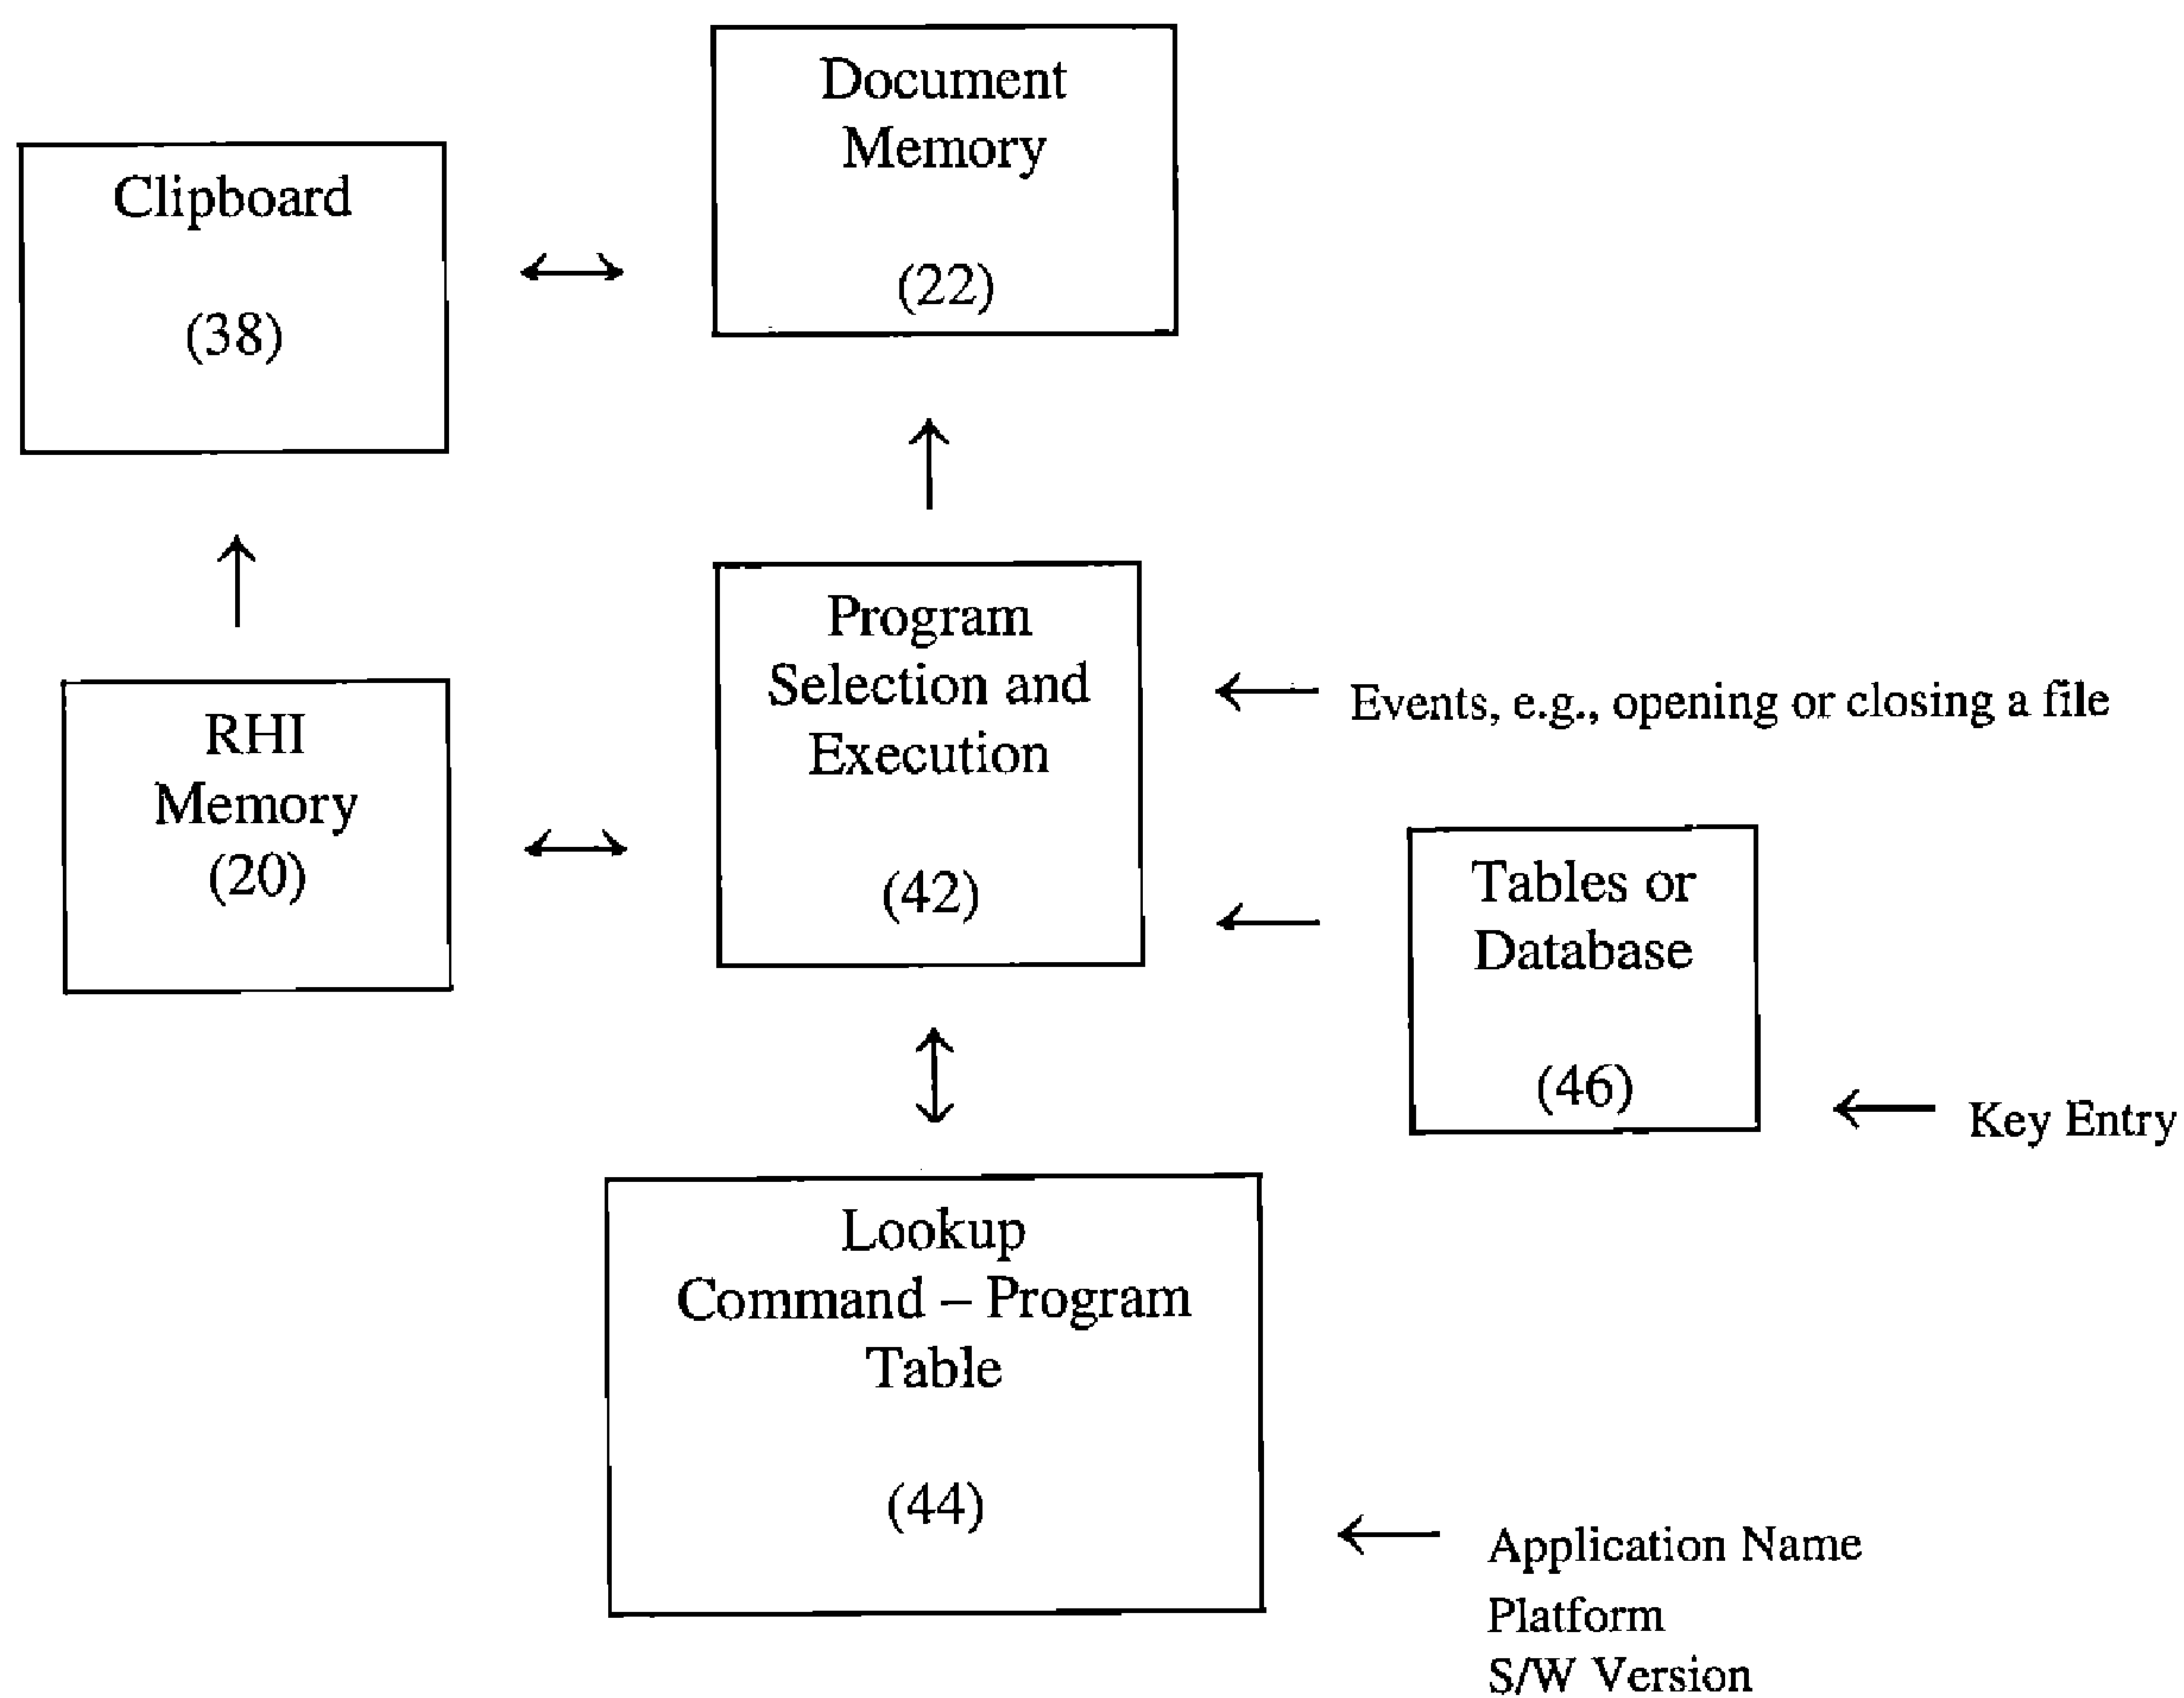 Document
Memory
(22)
Clipboard
(38)
Program
Selection and
Execution
(42)
Events, e.g., opening or closing a file
RHI
Memory
(20)
Tables or
Database
(46)
Key Entry
Lookup
Command – Program
Table
(44)
Application Name
Platform
S/W Version